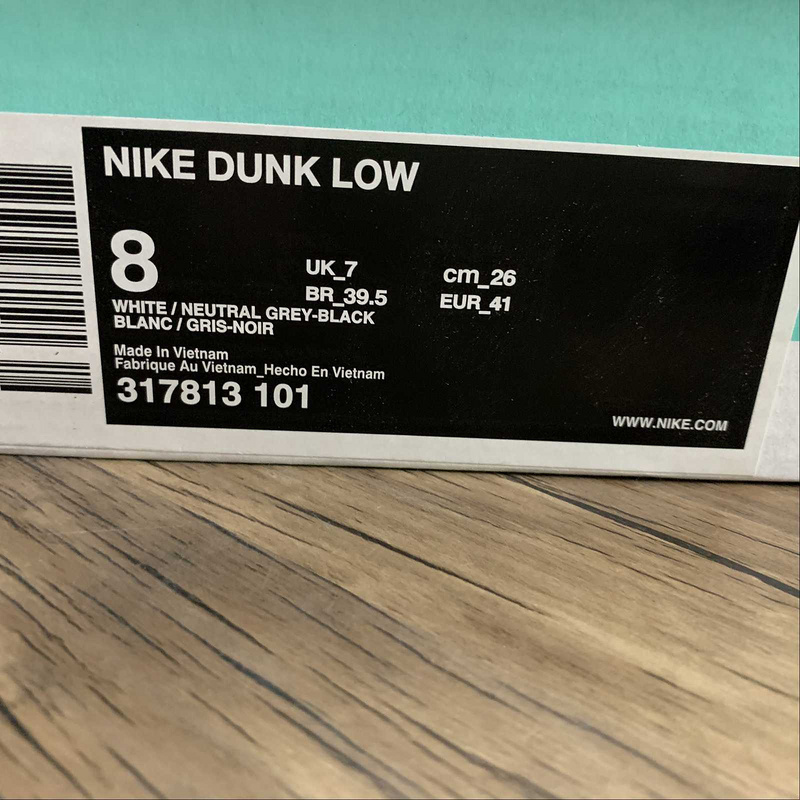 NIKE DUNK LOW
8
UK_7 cm_26
BR_39.5 EUR_41
WHITE / NEUTRAL GREY-BLACK
BLANC / GRIS-NOIR
Made In Vietnam
Fabrique Au Vietnam_Hecho En Vietnam
317813 101
WWW.NIKE.COM